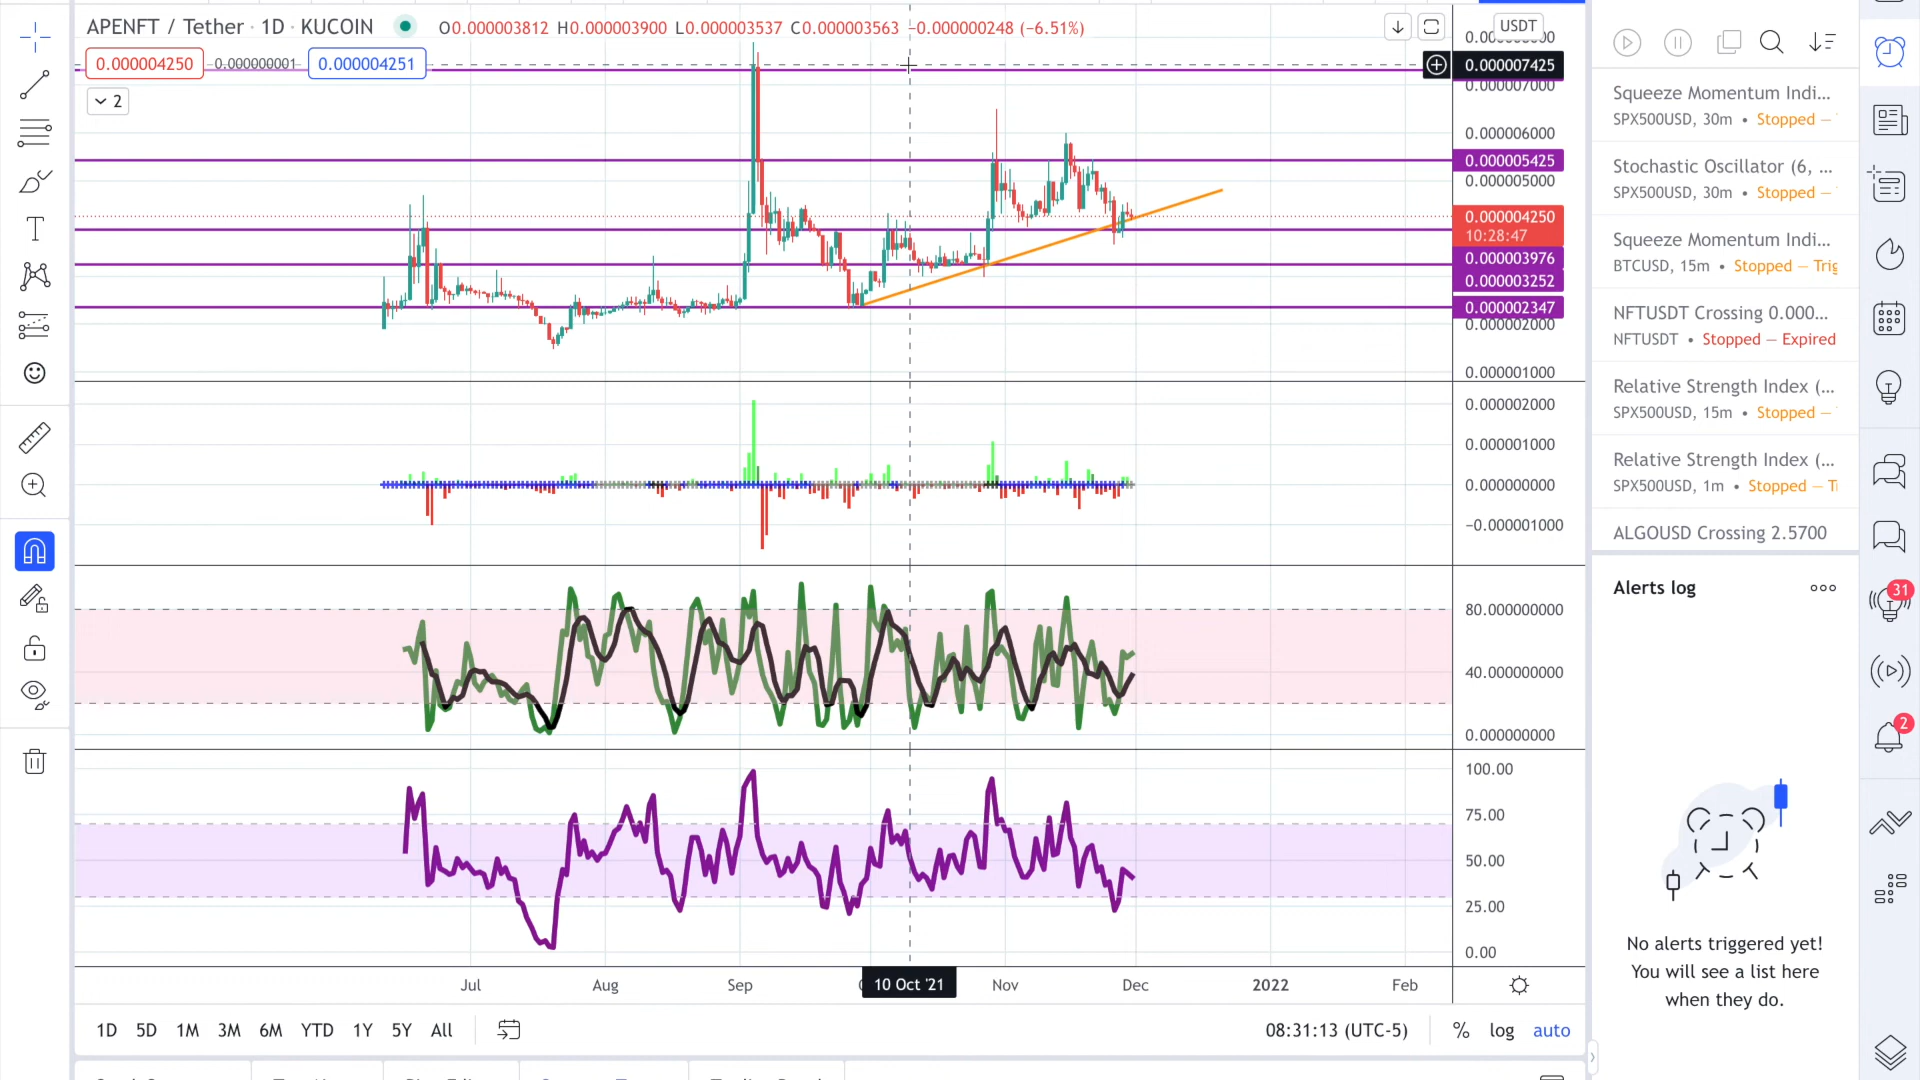 APENFT / Tether · 1D · KUCOIN
O0.000003812 H0.000003900 L0.000003537 C0.000003563 −0.000000248 (−6.51%)
0.000004250 0.000000001 0.000004251
2
USDT
0.000007425
0.000007000
0.000006000
0.000005425
0.000005000
0.000004250
10:28:47
0.000003976
0.000003252
0.000002347
0.000002000
0.000001000
0.000002000
0.000001000
0.000000000
−0.000001000
80.000000000
40.000000000
0.000000000
100.00
75.00
50.00
25.00
0.00
Jul Aug Sep 10 Oct '21 Nov Dec 2022 Feb
1D 5D 1M 3M 6M YTD 1Y 5Y All
08:31:13 (UTC-5) % log auto
Squeeze Momentum Indi...
SPX500USD, 30m • Stopped —
Stochastic Oscillator (6, ...
SPX500USD, 30m • Stopped —
Squeeze Momentum Indi...
BTCUSD, 15m • Stopped — Trig
NFTUSDT Crossing 0.000...
NFTUSDT • Stopped — Expired
Relative Strength Index (...
SPX500USD, 15m • Stopped —
Relative Strength Index (...
SPX500USD, 1m • Stopped —
ALGOUSD Crossing 2.5700
Alerts log
No alerts triggered yet!
You will see a list here
when they do.
31
2